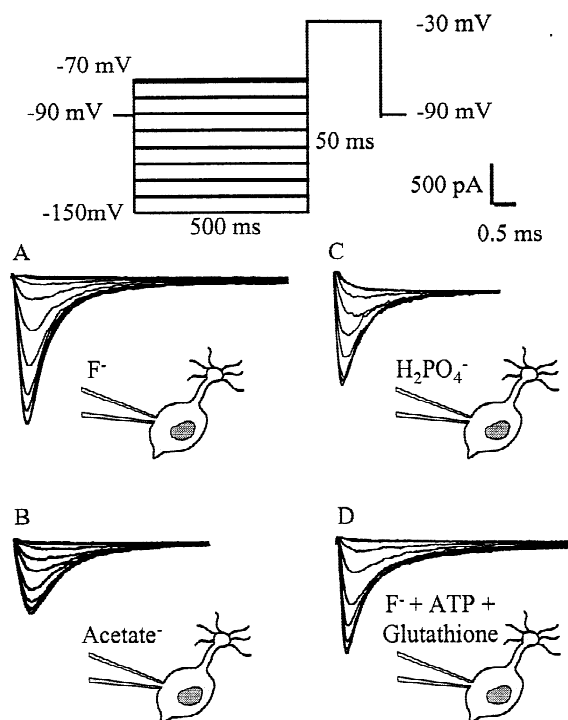 -30 mV
-70 mV
-90 mV
-90 mV
50 ms
500 pA
-150mV
500 ms
0.5 ms
A
C
F-
H2PO4-
B
D
Acetate-
F- + ATP +
Glutathione